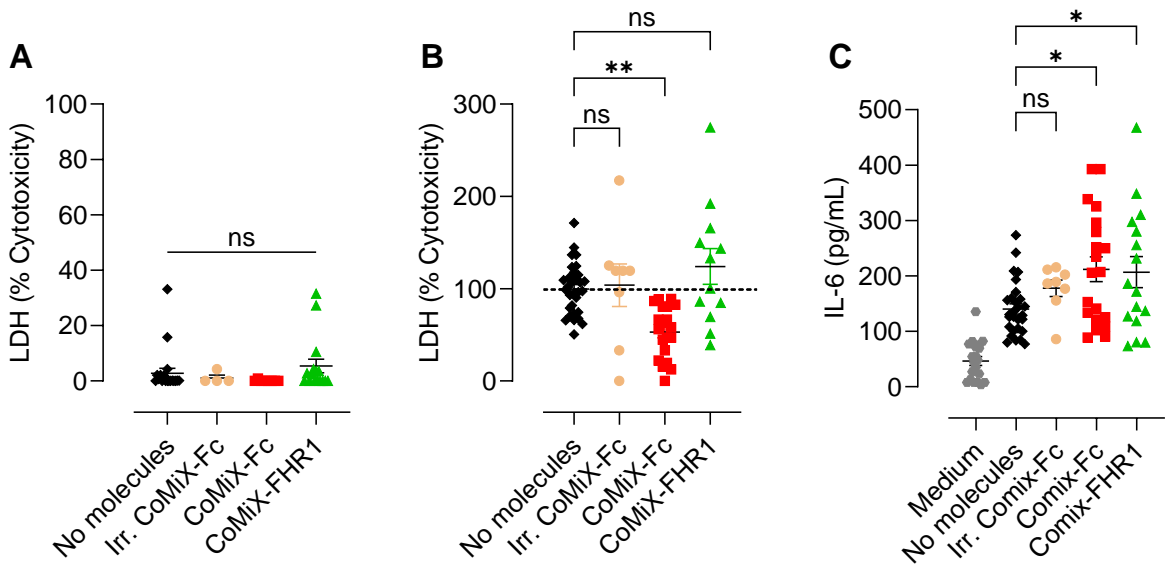 A
LDH (% Cytotoxicity)
100
80
60
40
20
0
ns
No molecules
Irr. CoMiX-Fc
CoMiX-Fc
CoMiX-FHR1
B
LDH (% Cytotoxicity)
300
200
100
0
ns
**
ns
No molecules
Irr. CoMiX-Fc
CoMiX-Fc
CoMiX-FHR1
C
IL-6 (pg/mL)
500
400
300
200
100
0
*
*
ns
Medium
No molecules
Irr. Comix-Fc
Comix-Fc
Comix-FHR1